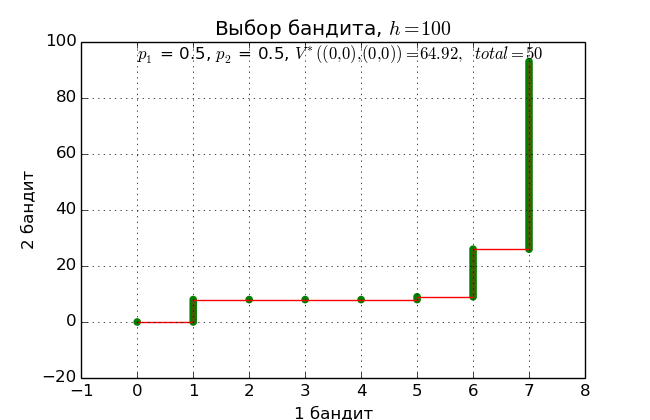 Выбор бандита, h = 100
p₁ = 0.5, p₂ = 0.5, V*((0,0),(0,0)) = 64.92, total = 50
100
80
60
40
20
0
−20
2 бандит
−1 0 1 2 3 4 5 6 7 8
1 бандит